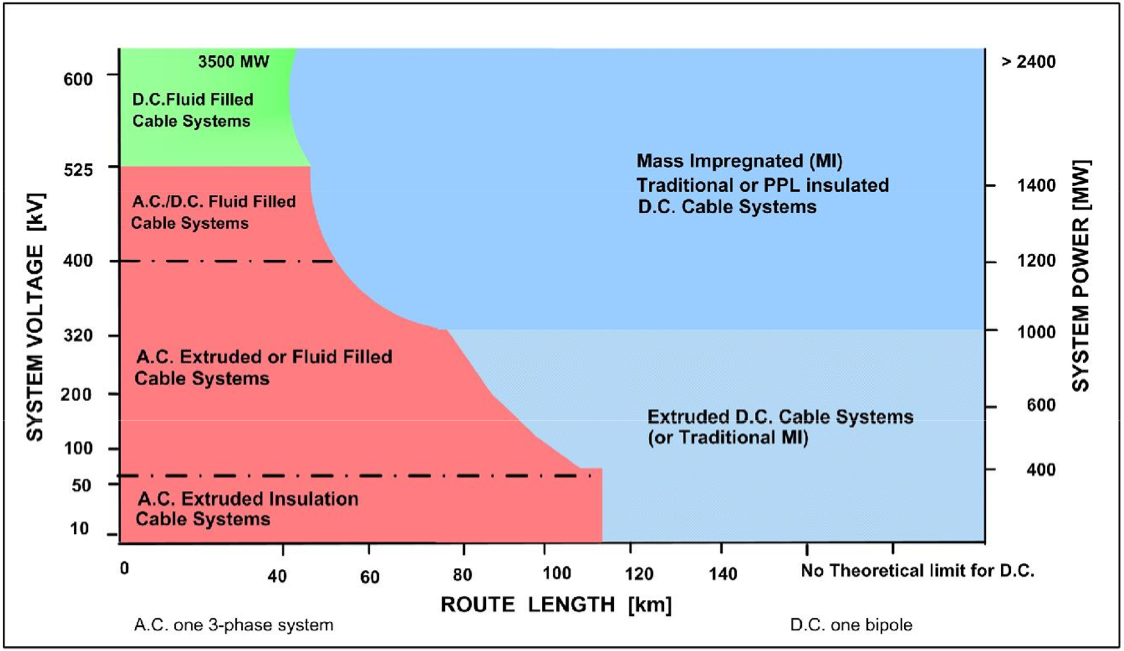 3500 MW
> 2400
600
D.C.Fluid Filled
Cable Systems
Mass Impregnated (MI)
Traditional or PPL insulated
D.C. Cable Systems
525
1400
A.C./D.C. Fluid Filled
Cable Systems
SYSTEM VOLTAGE [kV]
SYSTEM POWER [MW]
400
1200
320
1000
A.C. Extruded or Fluid Filled
Cable Systems
200
600
Extruded D.C. Cable Systems
(or Traditional MI)
100
400
50
A.C. Extruded Insulation
Cable Systems
10
0
40
60
80
100
120
140
No Theoretical limit for D.C.
ROUTE LENGTH [km]
A.C. one 3-phase system
D.C. one bipole